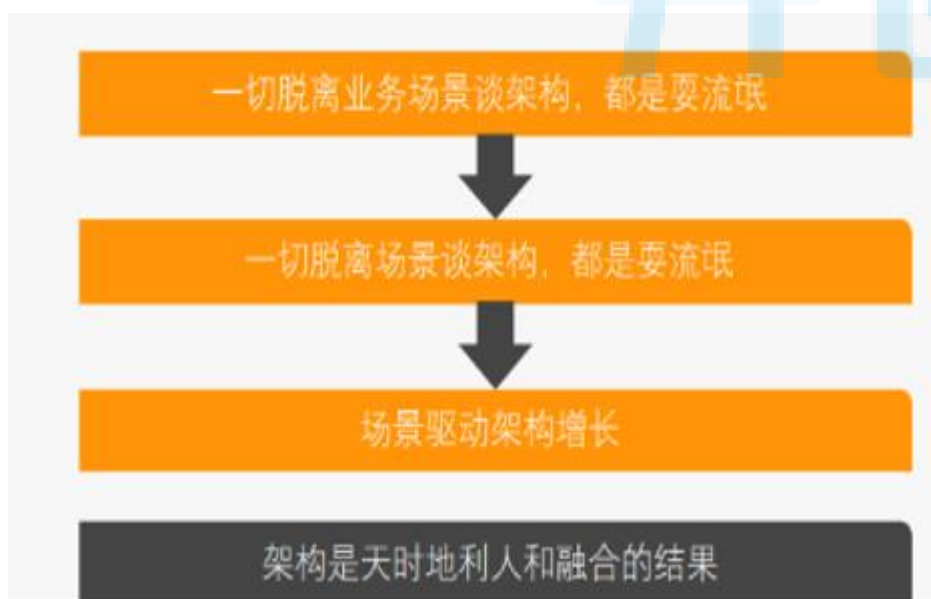 一切脱离业务场景谈架构，都是耍流氓
一切脱离场景谈架构，都是耍流氓
场景驱动架构增长
架构是天时地利人和融合的结果